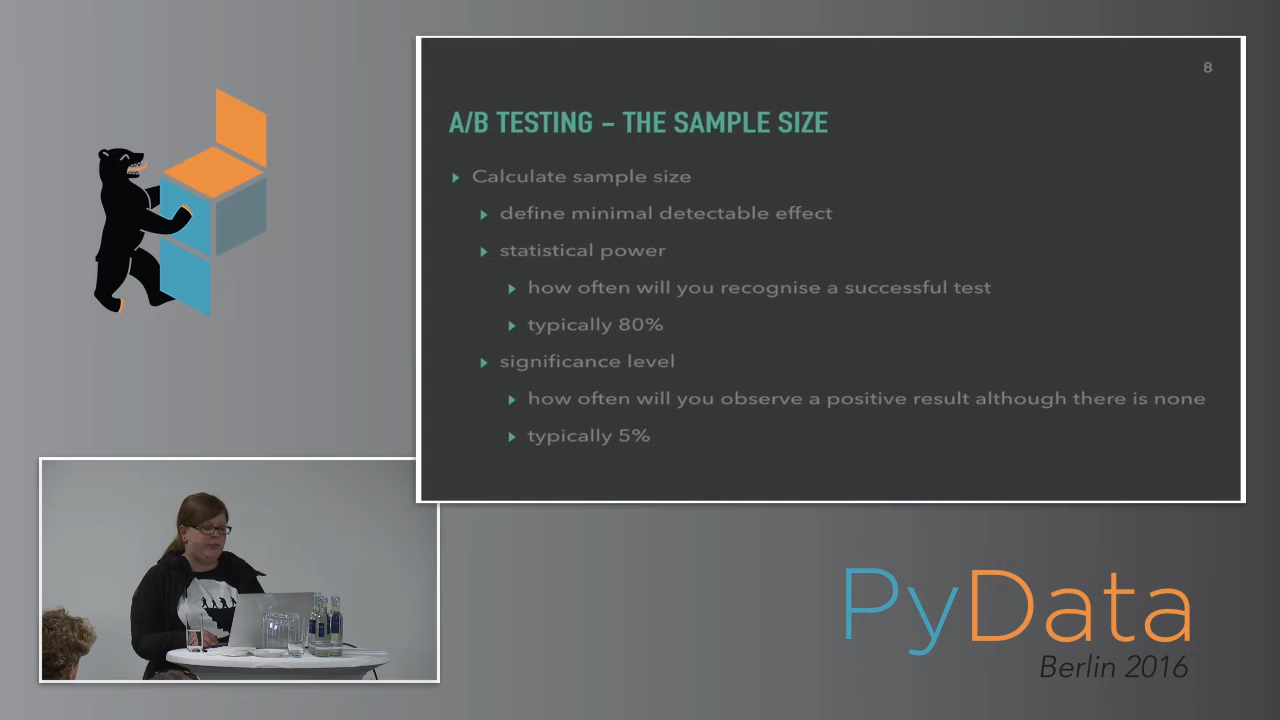 8
A/B TESTING – THE SAMPLE SIZE
Calculate sample size
define minimal detectable effect
statistical power
how often will you recognise a successful test
typically 80%
significance level
how often will you observe a positive result although there is none
typically 5%
PyData
Berlin 2016